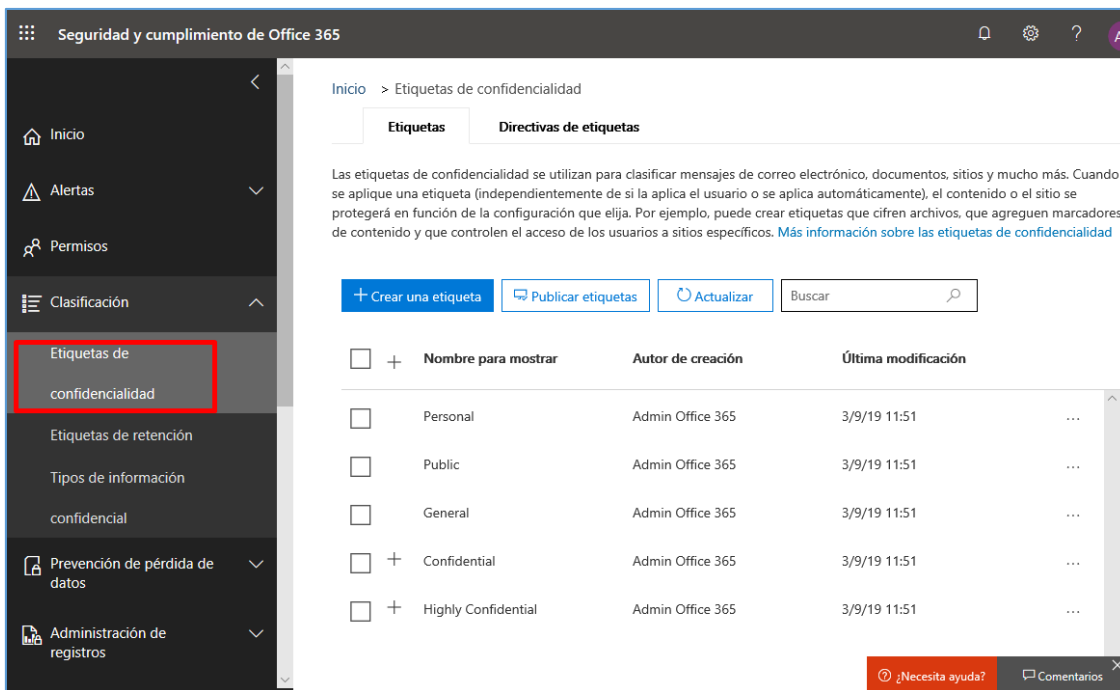 Seguridad y cumplimiento de Office 365
?
A
Inicio
Alertas
Permisos
Clasificación
Etiquetas de
confidencialidad
Etiquetas de retención
Tipos de información
confidencial
Prevención de pérdida de
datos
Administración de
registros
Inicio > Etiquetas de confidencialidad
Etiquetas Directivas de etiquetas
Las etiquetas de confidencialidad se utilizan para clasificar mensajes de correo electrónico, documentos, sitios y mucho más. Cuando
se aplique una etiqueta (independientemente de si la aplica el usuario o se aplica automáticamente), el contenido o el sitio se
protegerá en función de la configuración que elija. Por ejemplo, puede crear etiquetas que cifren archivos, que agreguen marcadores
de contenido y que controlen el acceso de los usuarios a sitios específicos. Más información sobre las etiquetas de confidencialidad
+ Crear una etiqueta Publicar etiquetas Actualizar Buscar
+ Nombre para mostrar Autor de creación Última modificación
Personal Admin Office 365 3/9/19 11:51 ...
Public Admin Office 365 3/9/19 11:51 ...
General Admin Office 365 3/9/19 11:51 ...
+ Confidential Admin Office 365 3/9/19 11:51 ...
+ Highly Confidential Admin Office 365 3/9/19 11:51 ...
¿Necesita ayuda? Comentarios